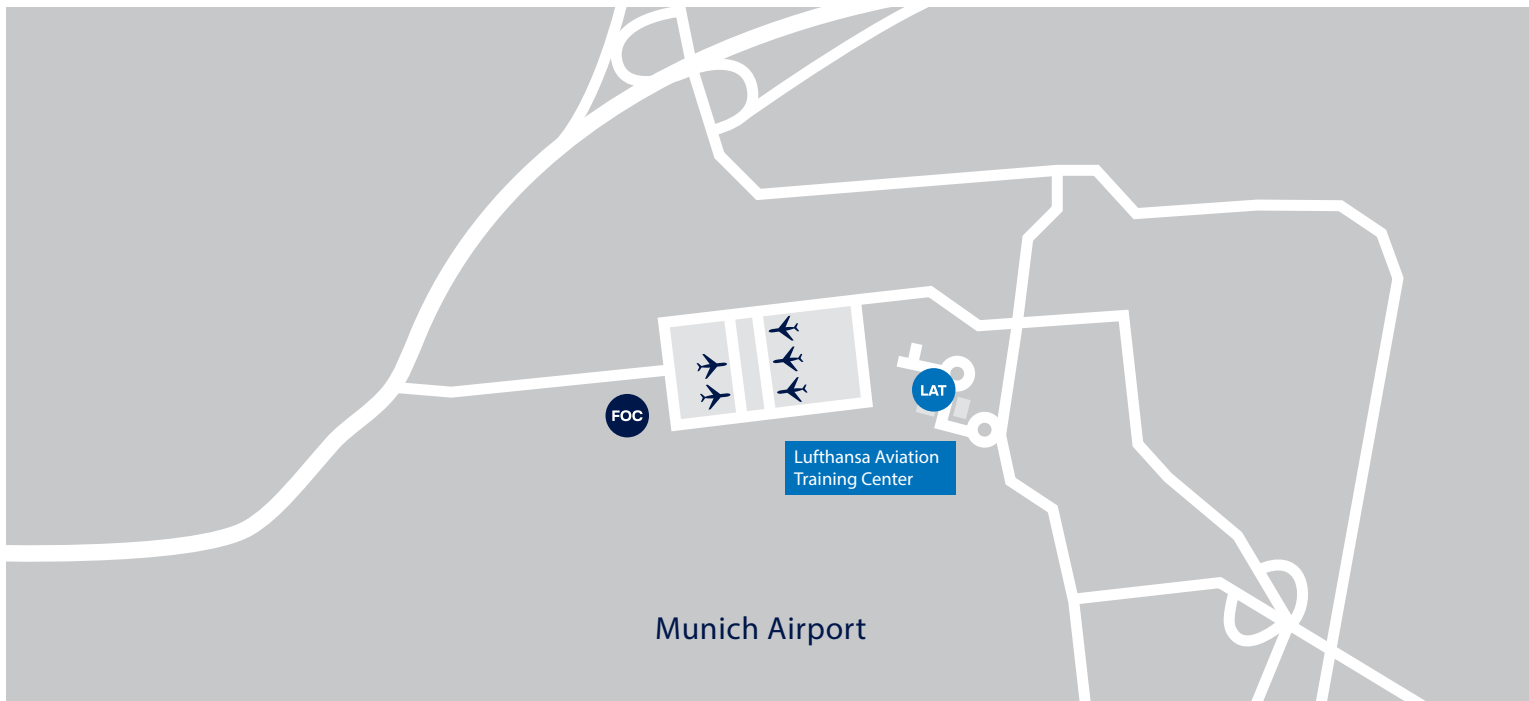 LAT
FOC
Lufthansa Aviation
Training Center
Munich Airport